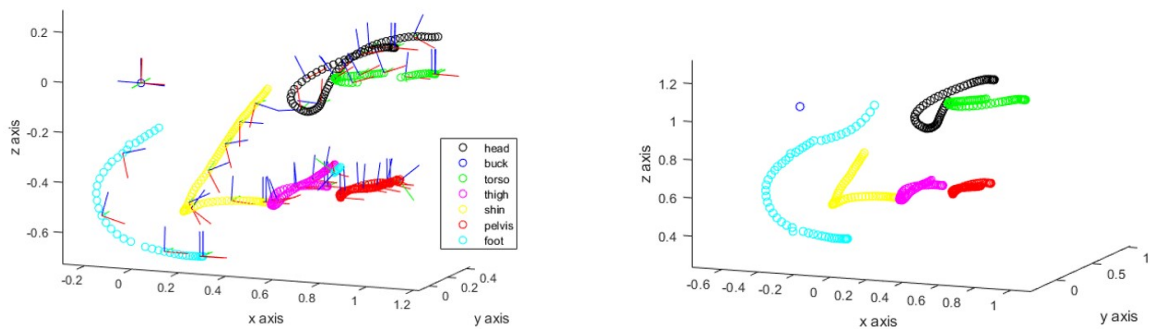 0.2
0
-0.2
-0.4
-0.6
z axis
-0.2 0 0.2 0.4 0.6 0.8 1 1.2
x axis
0 0.2 0.4
y axis
head
buck
torso
thigh
shin
pelvis
foot
1.2
1
0.8
0.6
0.4
z axis
-0.6 -0.4 -0.2 0 0.2 0.4 0.6 0.8 1
x axis
0 0.5 1
y axis